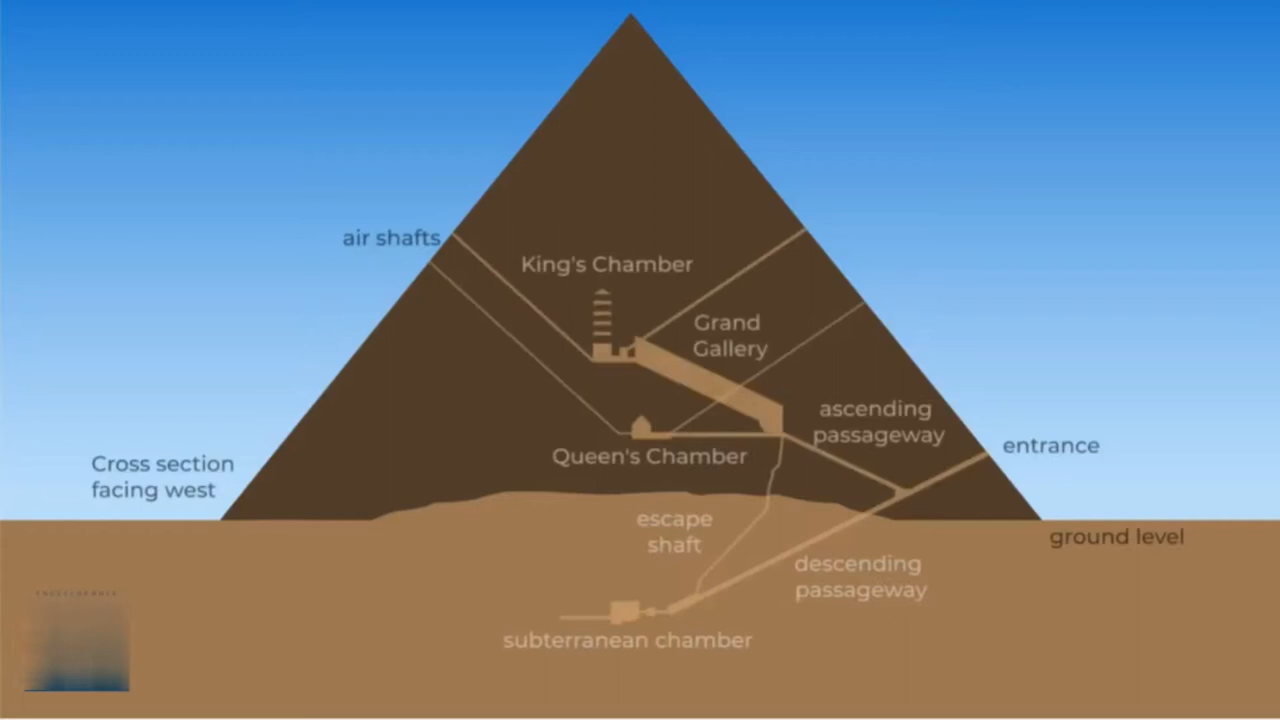 air shafts
King's Chamber
Grand
Gallery
ascending
passageway
entrance
Queen's Chamber
Cross section
facing west
escape
shaft
ground level
descending
passageway
subterranean chamber